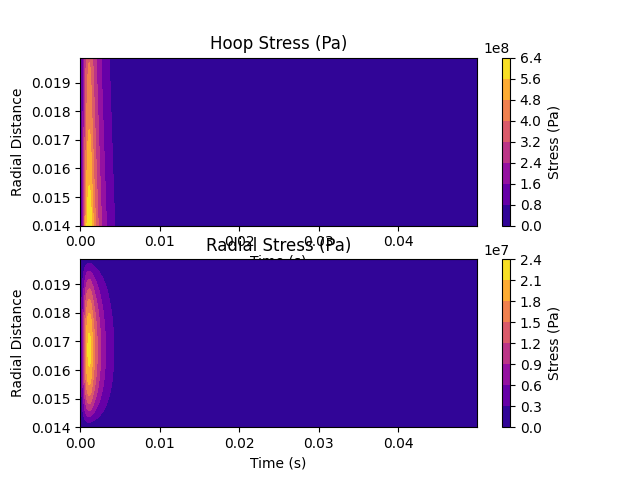 Hoop Stress (Pa)
1e8
6.4
5.6
4.8
4.0
3.2
2.4
1.6
0.8
0.0
Stress (Pa)
0.019
0.018
0.017
0.016
0.015
0.014
Radial Distance
0.00 0.01 0.02 0.03 0.04
Time (s)
Radial Stress (Pa)
1e7
2.4
2.1
1.8
1.5
1.2
0.9
0.6
0.3
0.0
Stress (Pa)
0.019
0.018
0.017
0.016
0.015
0.014
Radial Distance
0.00 0.01 0.02 0.03 0.04
Time (s)